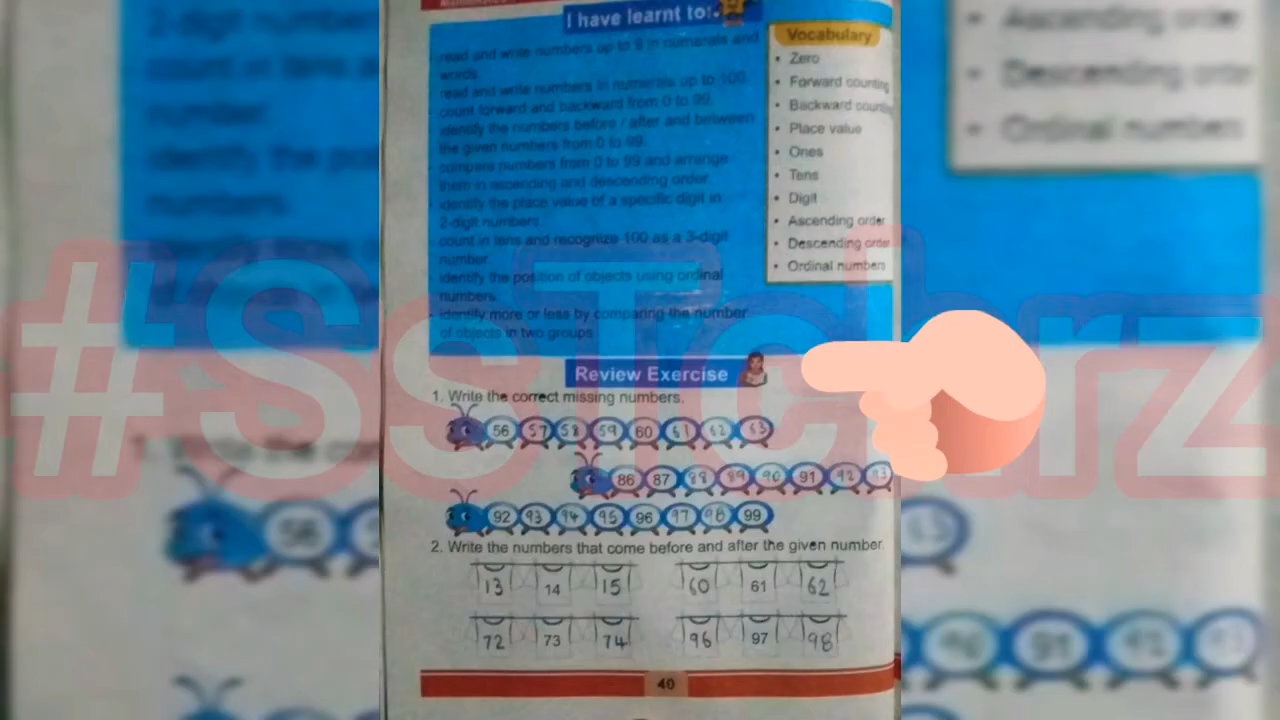 I have learnt to:
read and write numbers up to 9 in numerals and
words.
read and write numbers in numerals up to 100.
count forward and backward from 0 to 99.
identify the numbers before / after and between
the given numbers from 0 to 99.
compare numbers from 0 to 99 and arrange
them in ascending and descending order.
identify the place value of a specific digit in
2-digit numbers.
count in tens and recognize 100 as a 3-digit
number.
identify the position of objects using ordinal
numbers.
identify more or less by comparing the number
of objects in two groups.
Vocabulary
• Zero
• Forward counting
• Backward counting
• Place value
• Ones
• Tens
• Digit
• Ascending order
• Descending order
• Ordinal numbers
#SsTchrz
Review Exercise
1. Write the correct missing numbers.
56 57 58 59 60 61 62 63
86 87 88 89 90 91 92 93
92 93 94 95 96 97 98 99
2. Write the numbers that come before and after the given number.
13 14 15 60 61 62
72 73 74 96 97 98
40